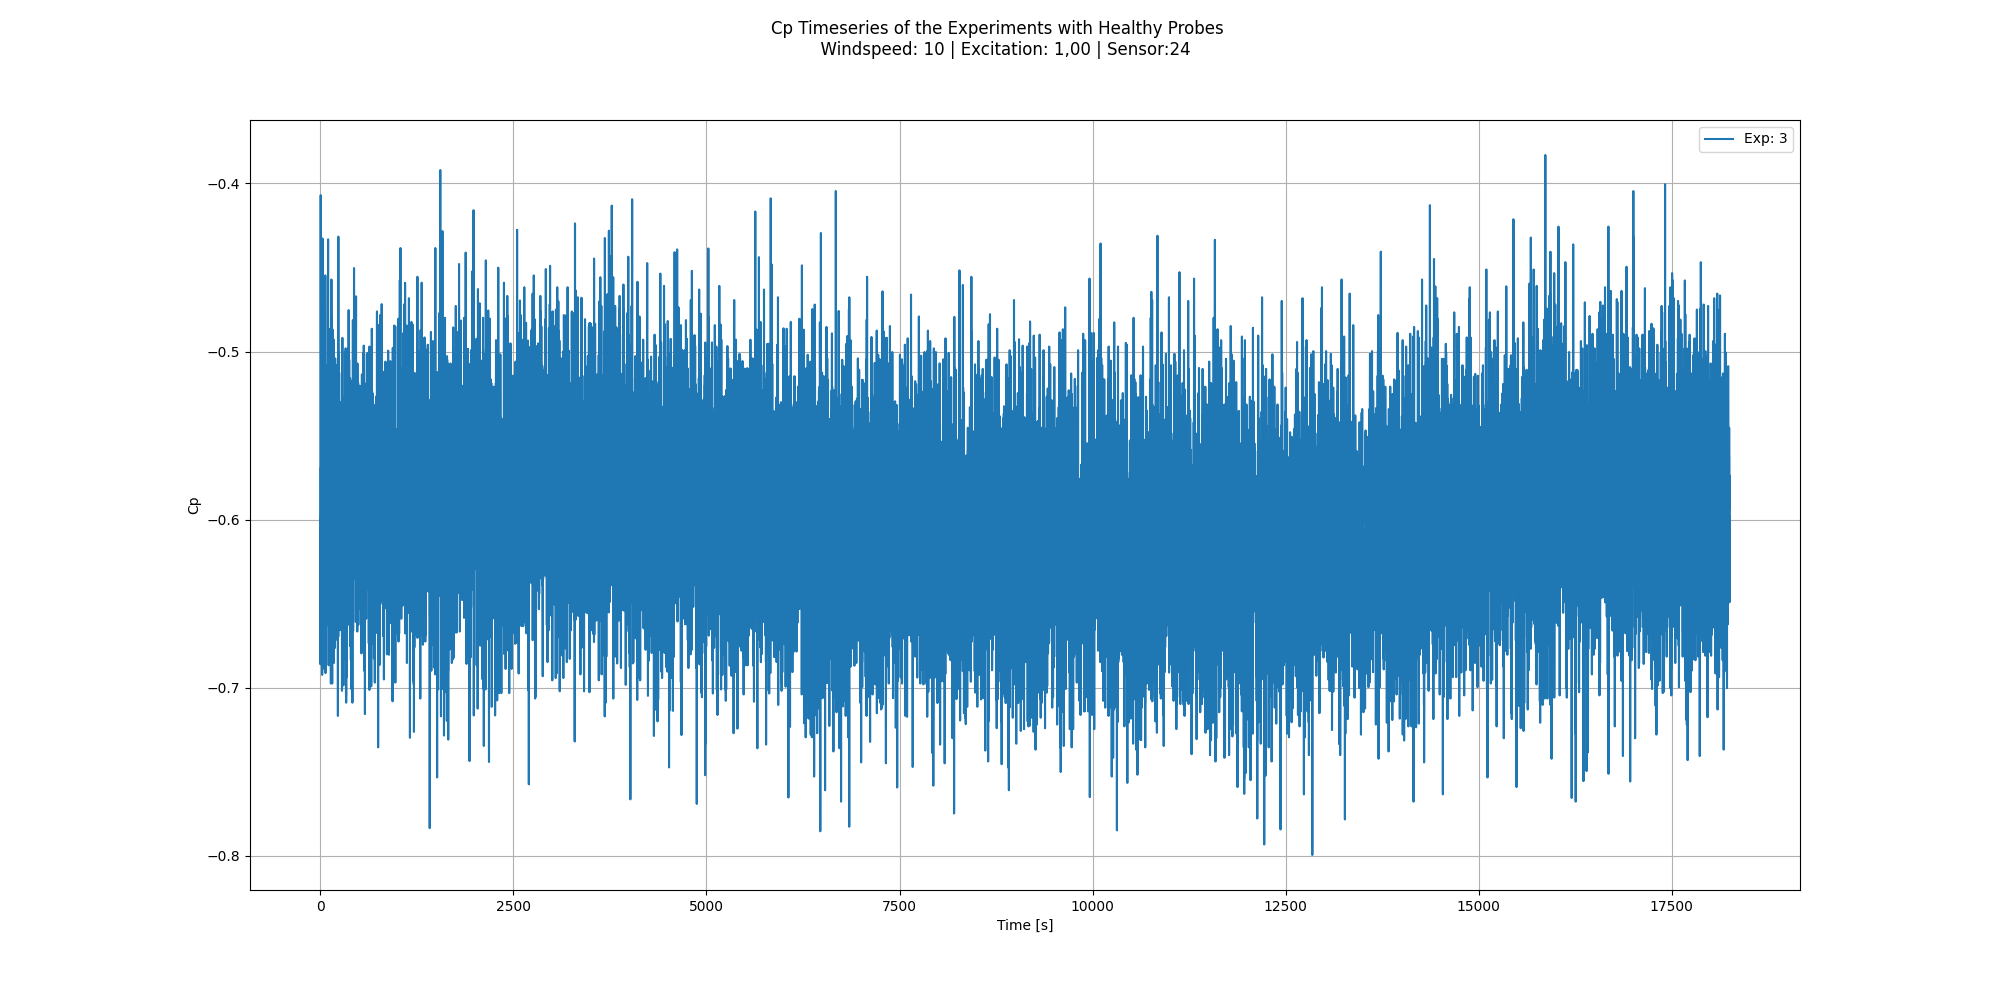 Cp Timeseries of the Experiments with Healthy Probes
Windspeed: 10 | Excitation: 1,00 | Sensor:24
Exp: 3
−0.4
−0.5
−0.6
−0.7
−0.8
Cp
0
2500
5000
7500
10000
12500
15000
17500
Time [s]